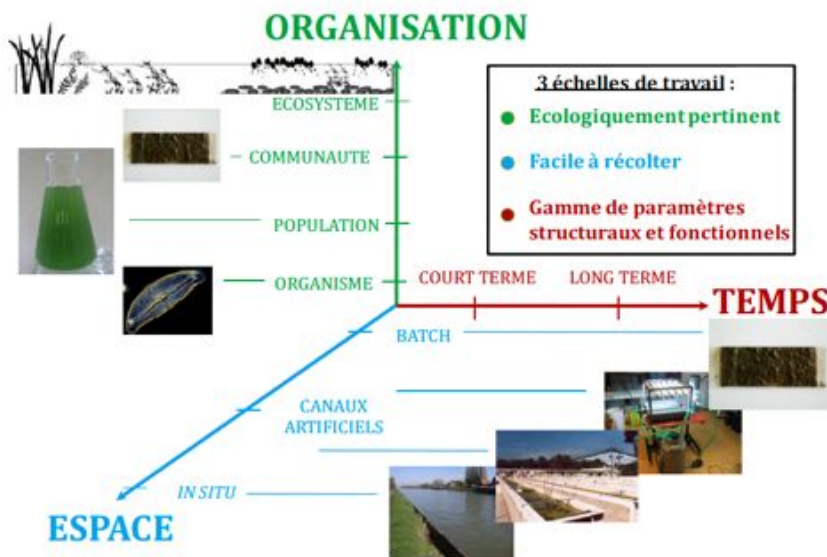 ORGANISATION
3 échelles de travail :
Ecologiquement pertinent
Facile à récolter
Gamme de paramètres
structuraux et fonctionnels
ECOSYSTEME
COMMUNAUTE
POPULATION
ORGANISME
COURT TERME
LONG TERME
TEMPS
BATCH
CANAUX
ARTIFICIELS
IN SITU
ESPACE